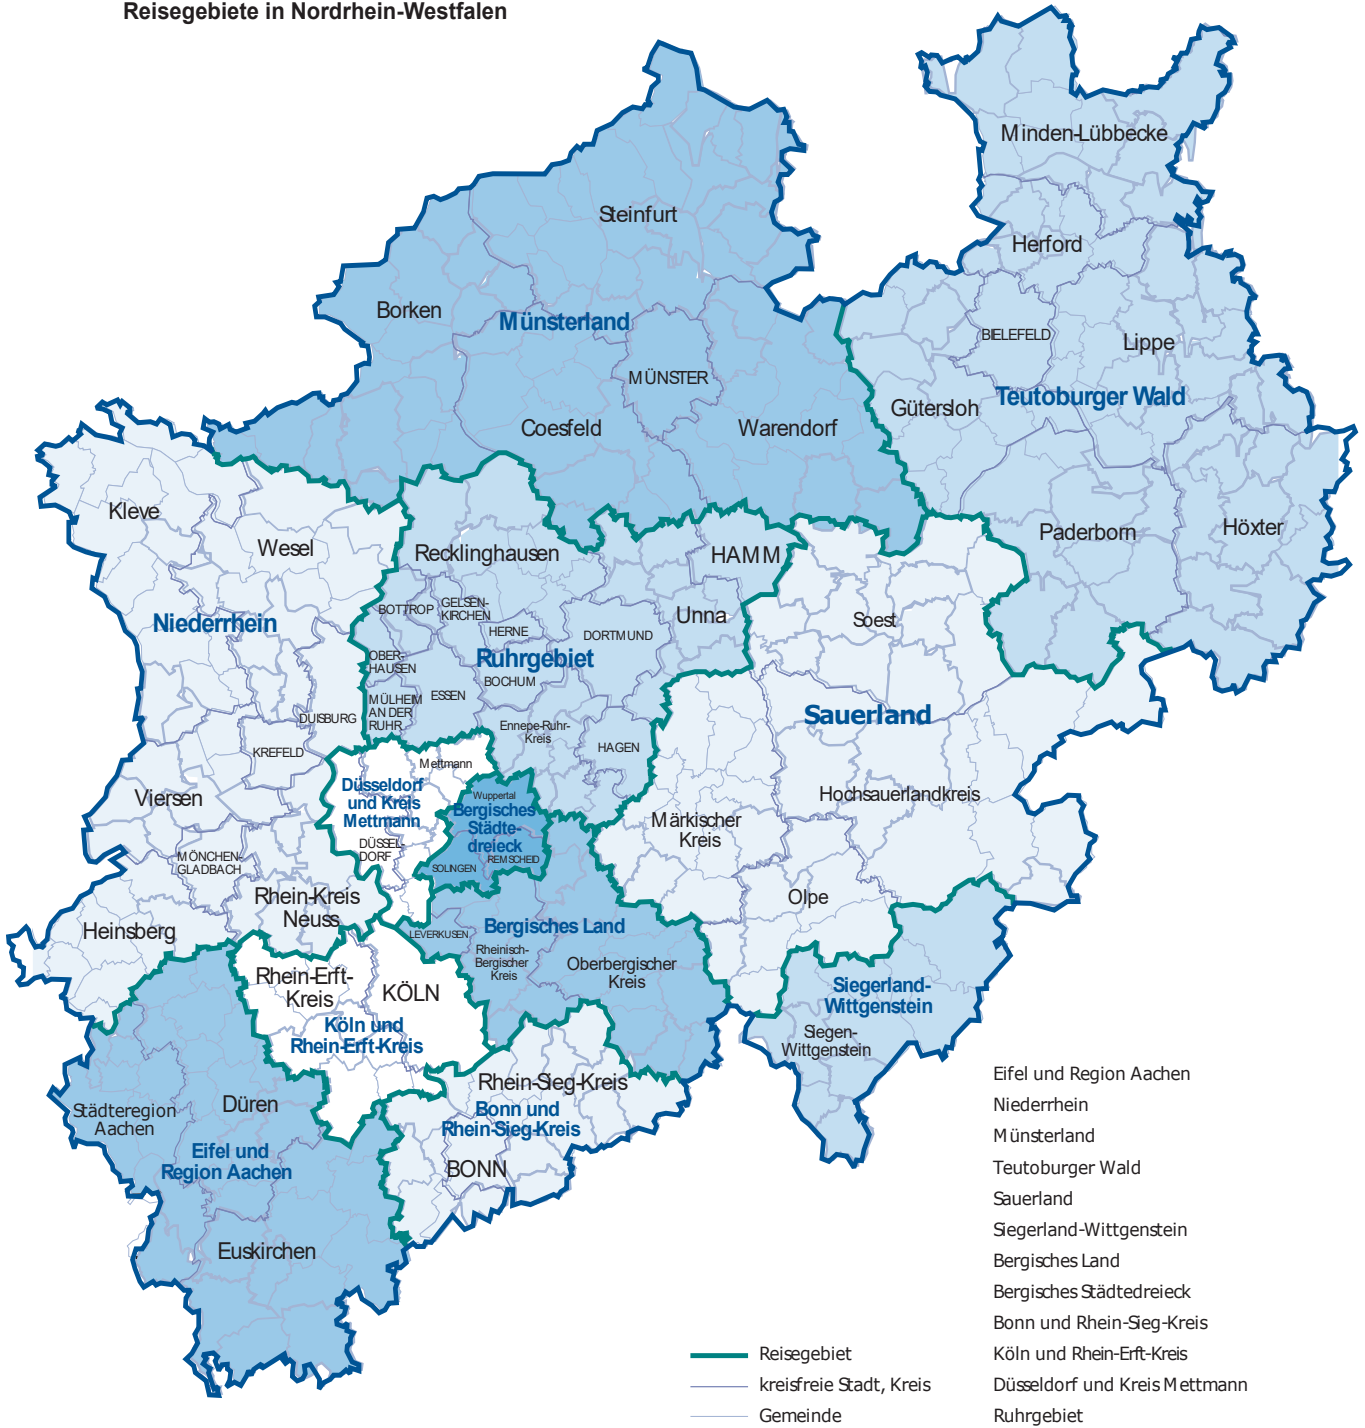 Reisegebiete in Nordrhein-Westfalen
Minden-Lübbecke
Steinfurt
Herford
Borken
Münsterland
BIELEFELD
Lippe
MÜNSTER
Teutoburger Wald
Gütersloh
Coesfeld
Warendorf
Kleve
Wesel
Recklinghausen
HAMM
Paderborn
Höxter
BOTTROP
GELSEN-
KIRCHEN
Niederrhein
HERNE
DORTMUND
Unna
Soest
OBER-
HAUSEN
Ruhrgebiet
BOCHUM
ESSEN
MÜLHEIM
AN DER
RUHR
DUISBURG
Sauerland
Ennepe-Ruhr-
Kreis
HAGEN
KREFELD
Mettmann
Düsseldorf
und Kreis
Mettmann
Wuppertal
Bergisches
Städte-
dreieck
REMSCHEID
SOLINGEN
Viersen
Hochsauerlandkreis
Märkischer
Kreis
DÜSSEL-
DORF
MÖNCHEN-
GLADBACH
Rhein-Kreis
Neuss
Olpe
Heinsberg
LEVERKUSEN
Bergisches Land
Rheinisch-
Bergischer
Kreis
Oberbergischer
Kreis
Rhein-Erft-
Kreis
KÖLN
Köln und
Rhein-Erft-Kreis
Siegerland-
Wittgenstein
Siegen-
Wittgenstein
Rhein-Sieg-Kreis
Bonn und
Rhein-Sieg-Kreis
BONN
Städteregion
Aachen
Düren
Eifel und
Region Aachen
Euskirchen
Eifel und Region Aachen
Niederrhein
Münsterland
Teutoburger Wald
Sauerland
Siegerland-Wittgenstein
Bergisches Land
Bergisches Städtedreieck
Bonn und Rhein-Sieg-Kreis
Köln und Rhein-Erft-Kreis
Düsseldorf und Kreis Mettmann
Ruhrgebiet
Reisegebiet
kreisfreie Stadt, Kreis
Gemeinde